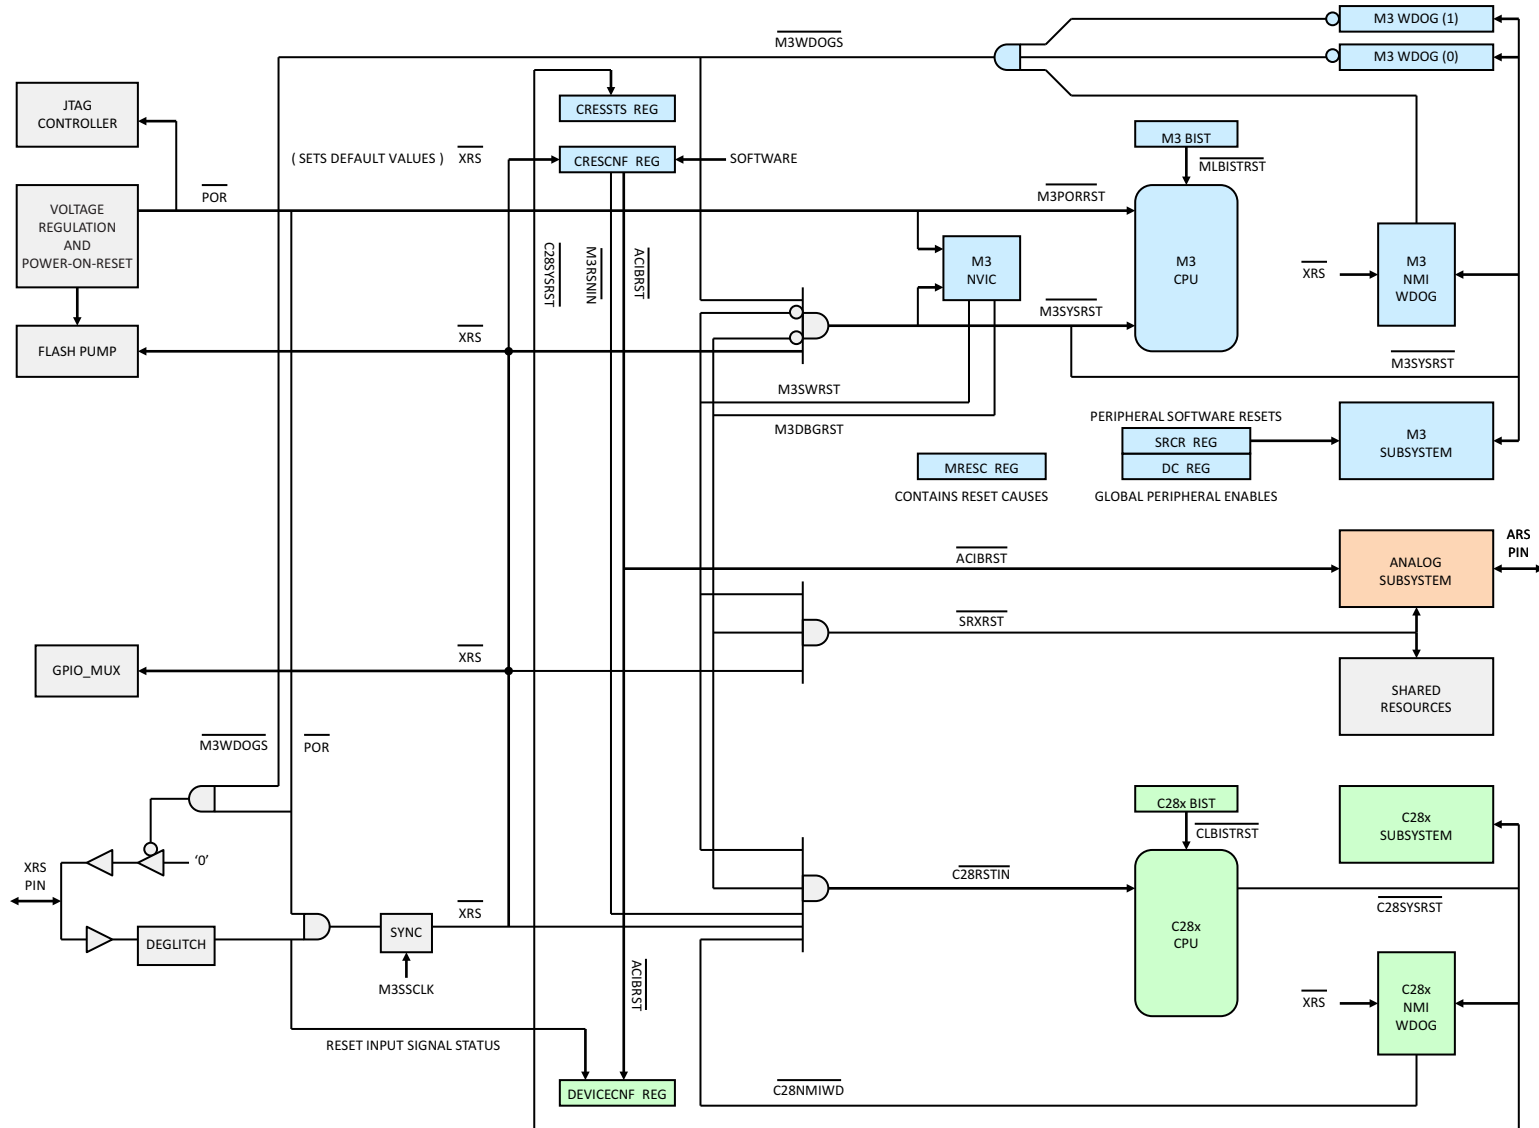 M3 WDOG (1)
M3WDOGS
M3 WDOG (0)
JTAG
CONTROLLER
CRESSTS REG
M3 BIST
( SETS DEFAULT VALUES )
XRS
CRESCNF REG
SOFTWARE
MLBISTRST
POR
M3PORRST
VOLTAGE
REGULATION
AND
POWER-ON-RESET
C28SYSRST
M3RSNIN
ACIBRST
M3
NVIC
M3
CPU
XRS
M3
NMI
WDOG
M3SYSRST
FLASH PUMP
XRS
M3SYSRST
M3SWRST
M3DBGRST
PERIPHERAL SOFTWARE RESETS
SRCR REG
DC REG
GLOBAL PERIPHERAL ENABLES
M3
SUBSYSTEM
MRESC REG
CONTAINS RESET CAUSES
ACIBRST
ANALOG
SUBSYSTEM
ARS
PIN
SRXRST
GPIO_MUX
XRS
SHARED
RESOURCES
M3WDOGS
POR
C28x BIST
CLBISTRST
C28x
SUBSYSTEM
XRS
PIN
‘0’
C28RSTIN
C28x
CPU
C28SYSRST
DEGLITCH
SYNC
XRS
M3SSCLK
ACIBRST
XRS
C28x
NMI
WDOG
RESET INPUT SIGNAL STATUS
DEVICECNF REG
C28NMIWD